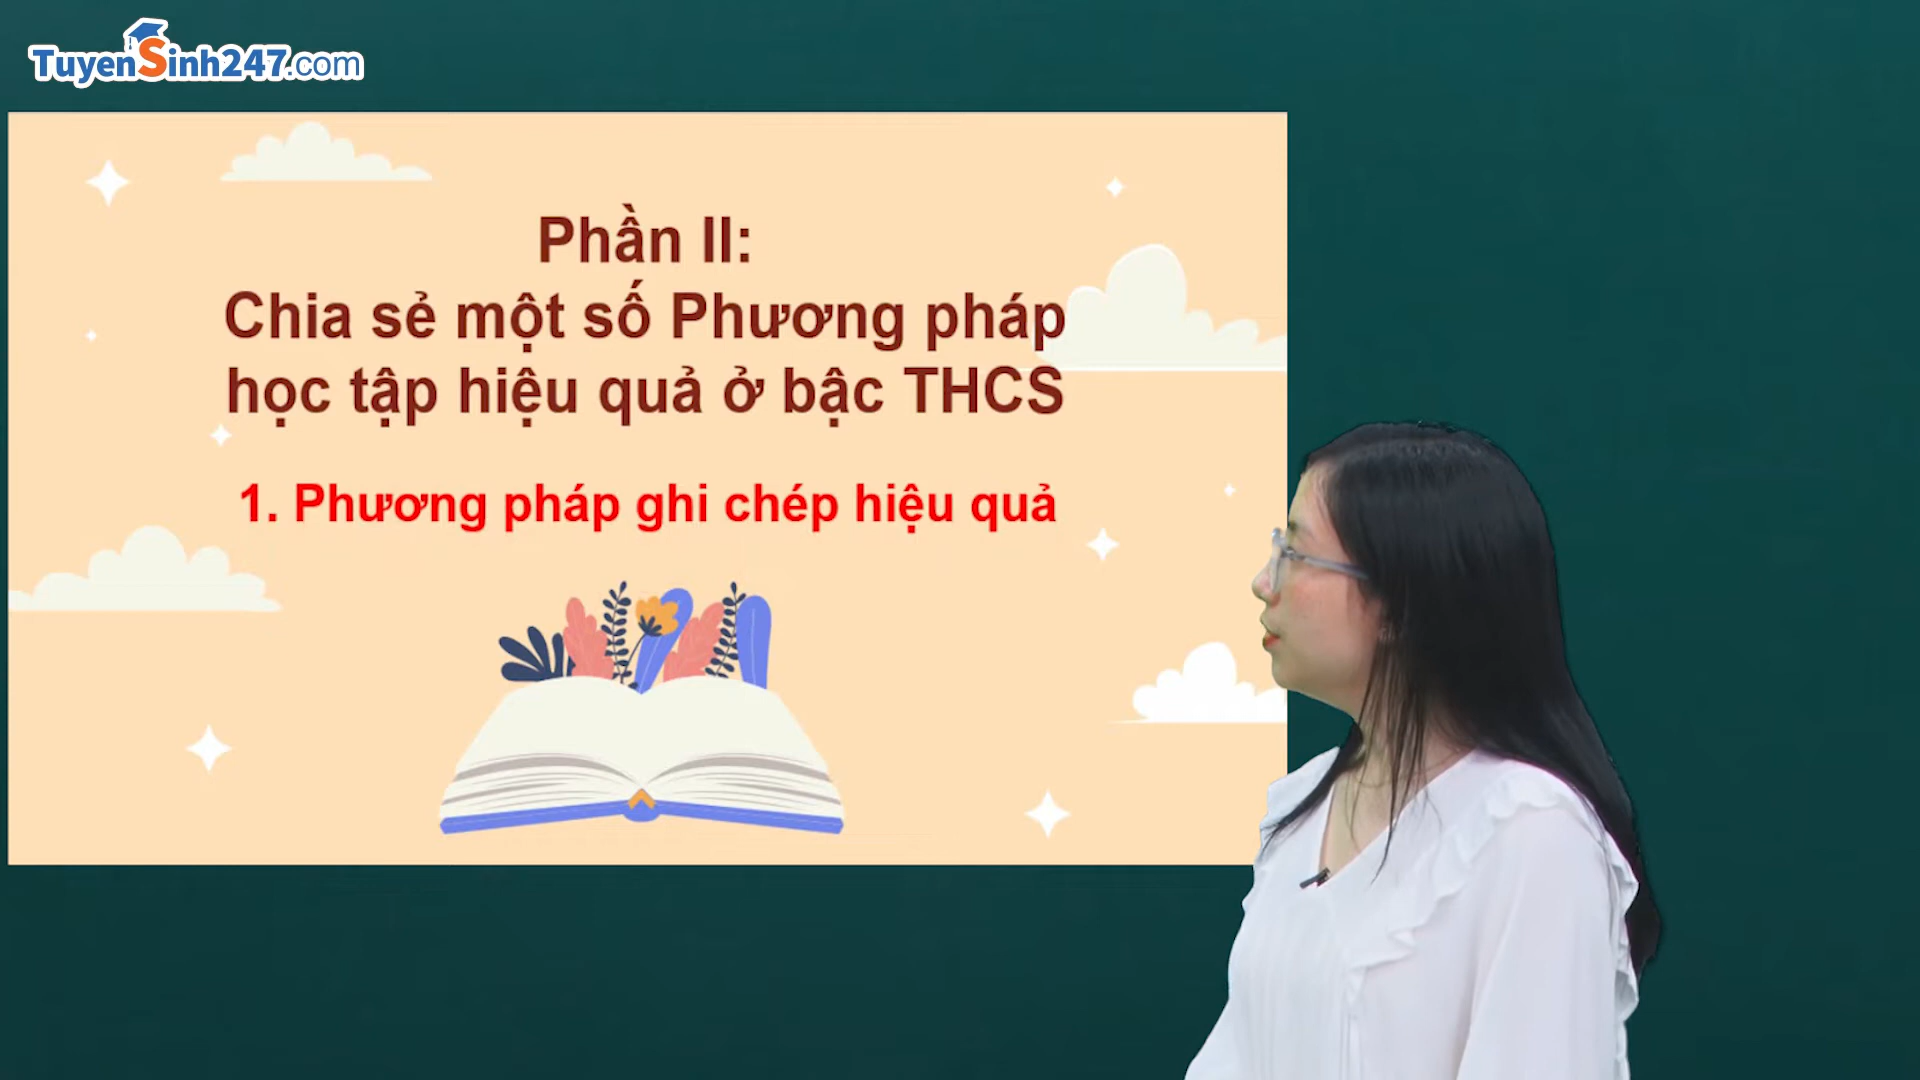 TuyenSinh247.com
Phần II:
Chia sẻ một số Phương pháp
học tập hiệu quả ở bậc THCS
1. Phương pháp ghi chép hiệu quả